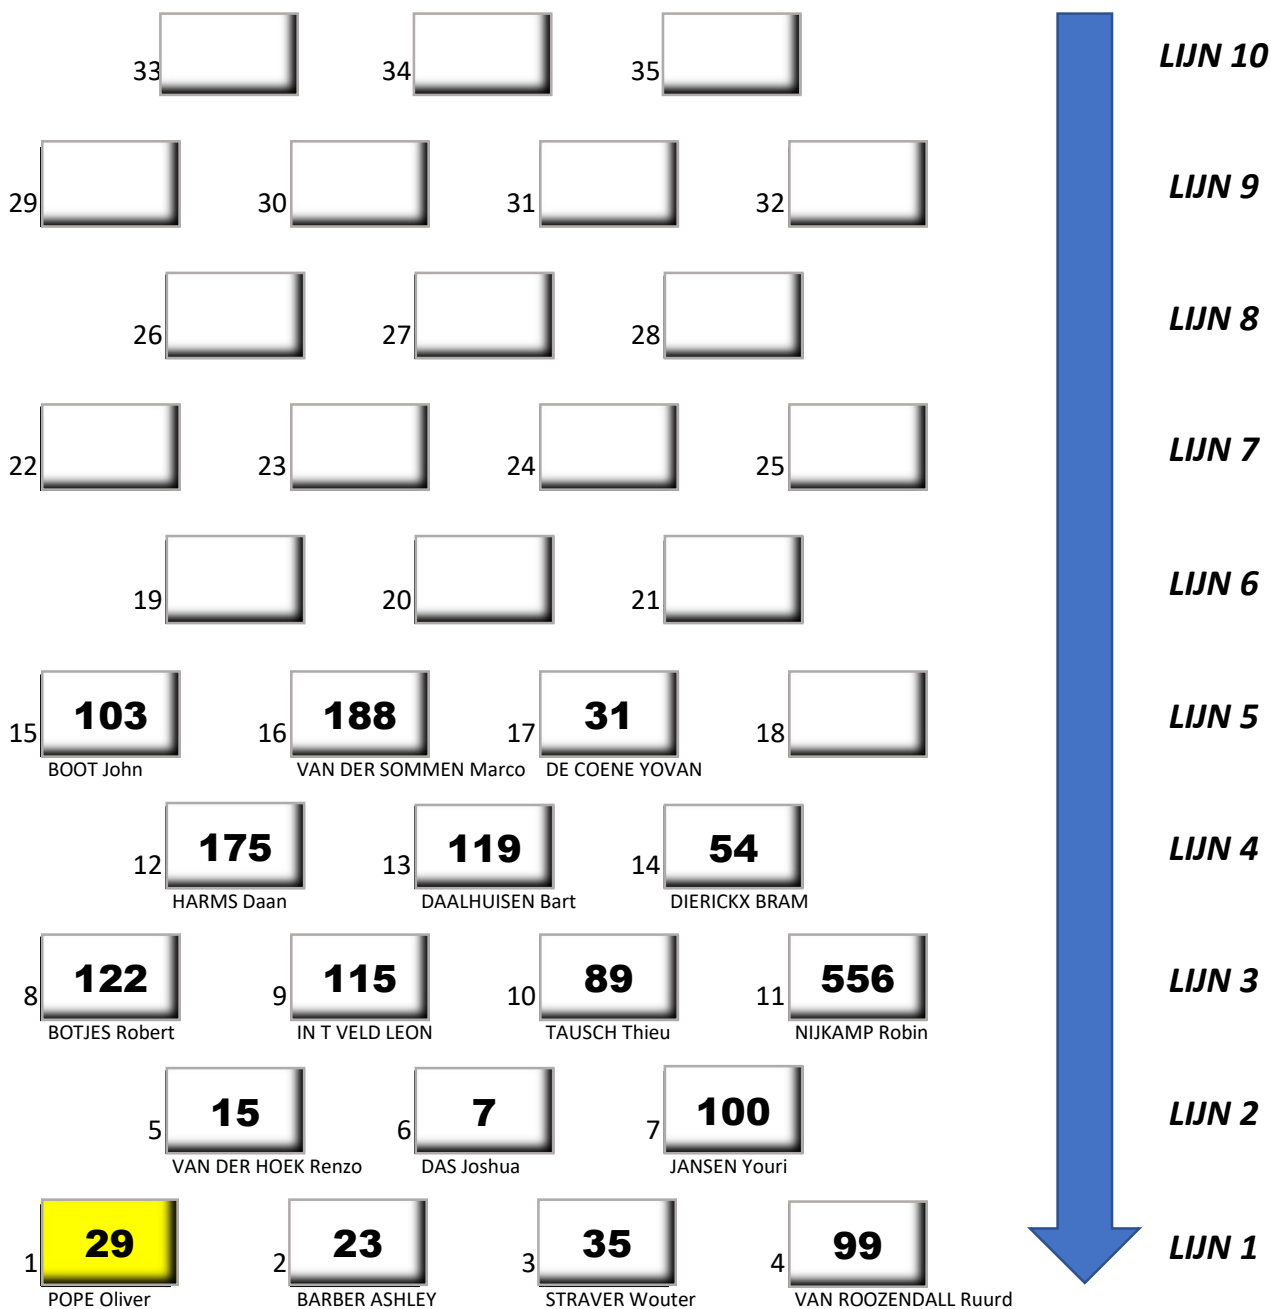 33 34 35 LIJN 10
29 30 31 32 LIJN 9
26 27 28 LIJN 8
22 23 24 25 LIJN 7
19 20 21 LIJN 6
15 103 16 188 17 31 18 LIJN 5
BOOT John VAN DER SOMMEN Marco DE COENE YOVAN
12 175 13 119 14 54 LIJN 4
HARMS Daan DAALHUISEN Bart DIERICKX BRAM
8 122 9 115 10 89 11 556 LIJN 3
BOTJES Robert IN T VELD LEON TAUSCH Thieu NIJKAMP Robin
5 15 6 7 7 100 LIJN 2
VAN DER HOEK Renzo DAS Joshua JANSEN Youri
1 29 2 23 3 35 4 99 LIJN 1
POPE Oliver BARBER ASHLEY STRAVER Wouter VAN ROOZENDALL Ruurd